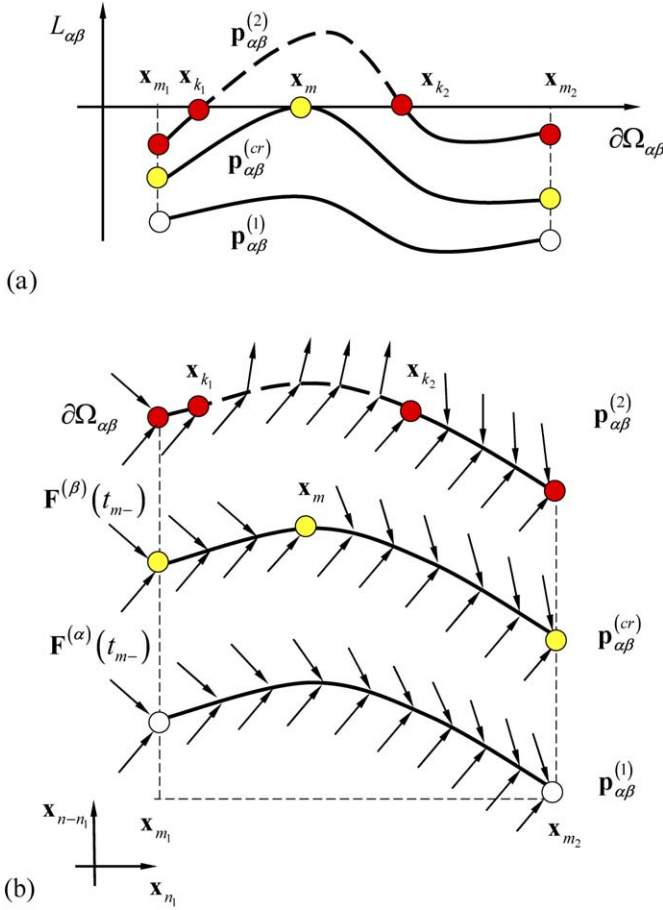 L_{αβ}
p_{αβ}^{(2)}
x_{m_1} x_{k_1} x_m x_{k_2} x_{m_2}
∂Ω_{αβ}
p_{αβ}^{(cr)}
p_{αβ}^{(1)}
(a)
x_{k_1} x_{k_2}
∂Ω_{αβ} p_{αβ}^{(2)}
F^{(β)}(t_{m−}) x_m
F^{(α)}(t_{m−}) p_{αβ}^{(cr)}
p_{αβ}^{(1)}
x_{n−n_1} x_{m_1} x_{m_2}
(b) x_{n_1}